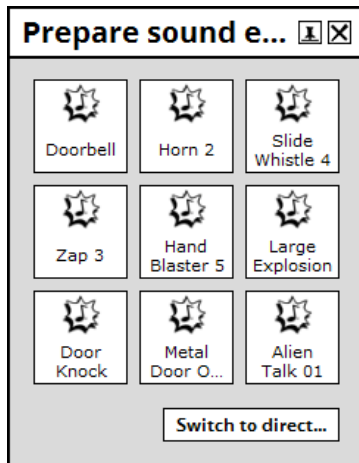 Prepare sound e...
Doorbell
Horn 2
Slide
Whistle 4
Zap 3
Hand
Blaster 5
Large
Explosion
Door
Knock
Metal
Door O...
Alien
Talk 01
Switch to direct...